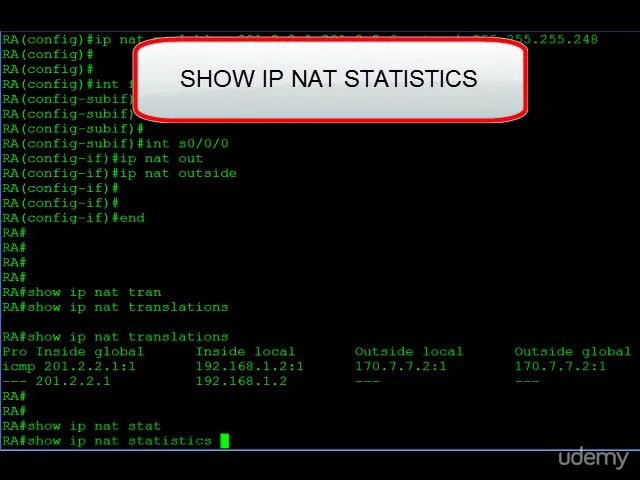 RA(config)#ip nat 255.255.248
RA(config)#
RA(config)#
RA(config)#int
RA(config-subif)
RA(config-subif)
RA(config-subif)#
RA(config-subif)#int s0/0/0
RA(config-if)#ip nat out
RA(config-if)#ip nat outside
RA(config-if)#
RA(config-if)#
RA(config-if)#end
RA#
RA#
RA#
RA#
RA#show ip nat tran
RA#show ip nat translations
RA#show ip nat translations
Pro Inside global Inside local Outside local Outside global
icmp 201.2.2.1:1 192.168.1.2:1 170.7.7.2:1 170.7.7.2:1
--- 201.2.2.1 192.168.1.2 --- ---
RA#
RA#
RA#show ip nat stat
RA#show ip nat statistics
SHOW IP NAT STATISTICS
udemy